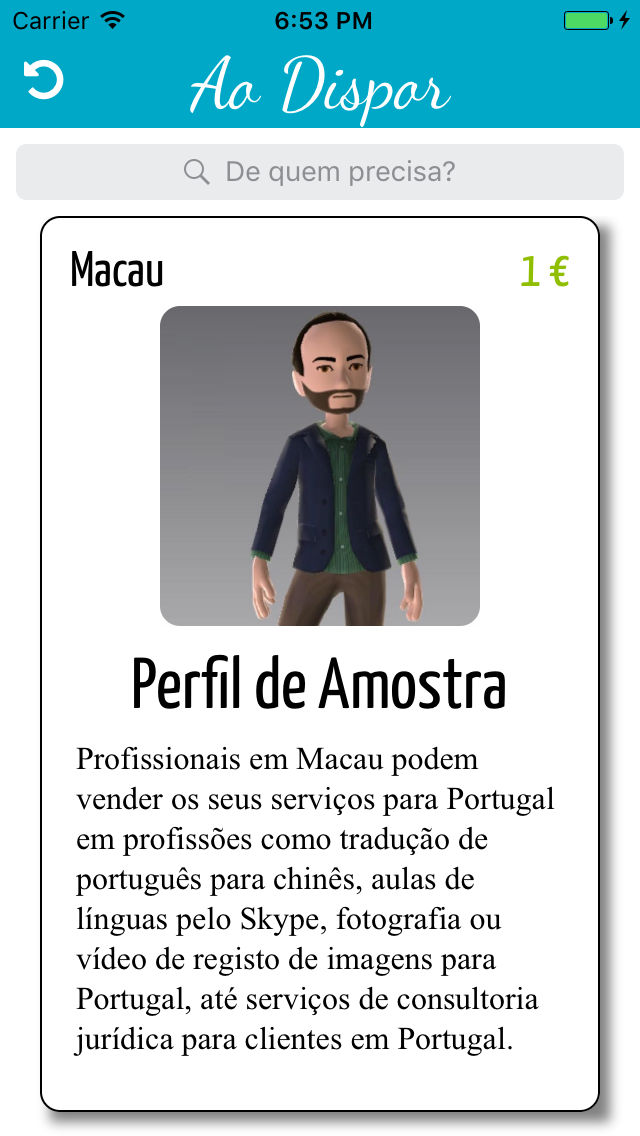 Carrier 6:53 PM
Ao Dispor
De quem precisa?
Macau 1 €
Perfil de Amostra
Profissionais em Macau podem
vender os seus serviços para Portugal
em profissões como tradução de
português para chinês, aulas de
línguas pelo Skype, fotografia ou
vídeo de registo de imagens para
Portugal, até serviços de consultoria
jurídica para clientes em Portugal.